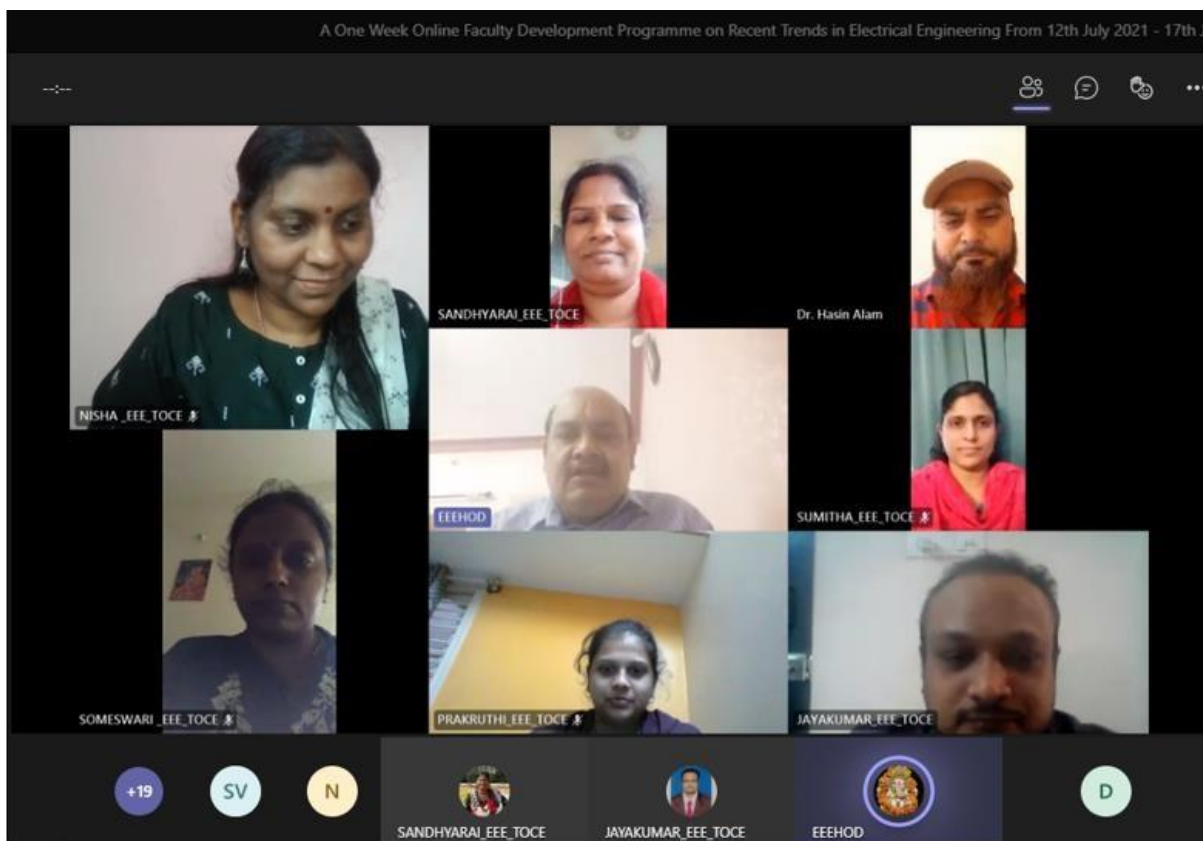 A One Week Online Faculty Development Programme on Recent Trends in Electrical Engineering From 12th July 2021 - 17th
--:--
SANDHYARAI_EEE_TOCE
Dr. Hasin Alam
NISHA _EEE_TOCE
EEEHOD
SUMITHA_EEE_TOCE
SOMESWARI _EEE_TOCE
PRAKRUTHI_EEE_TOCE
JAYAKUMAR_EEE_TOCE
+19
SV
N
D
SANDHYARAI_EEE_TOCE
JAYAKUMAR_EEE_TOCE
EEEHOD